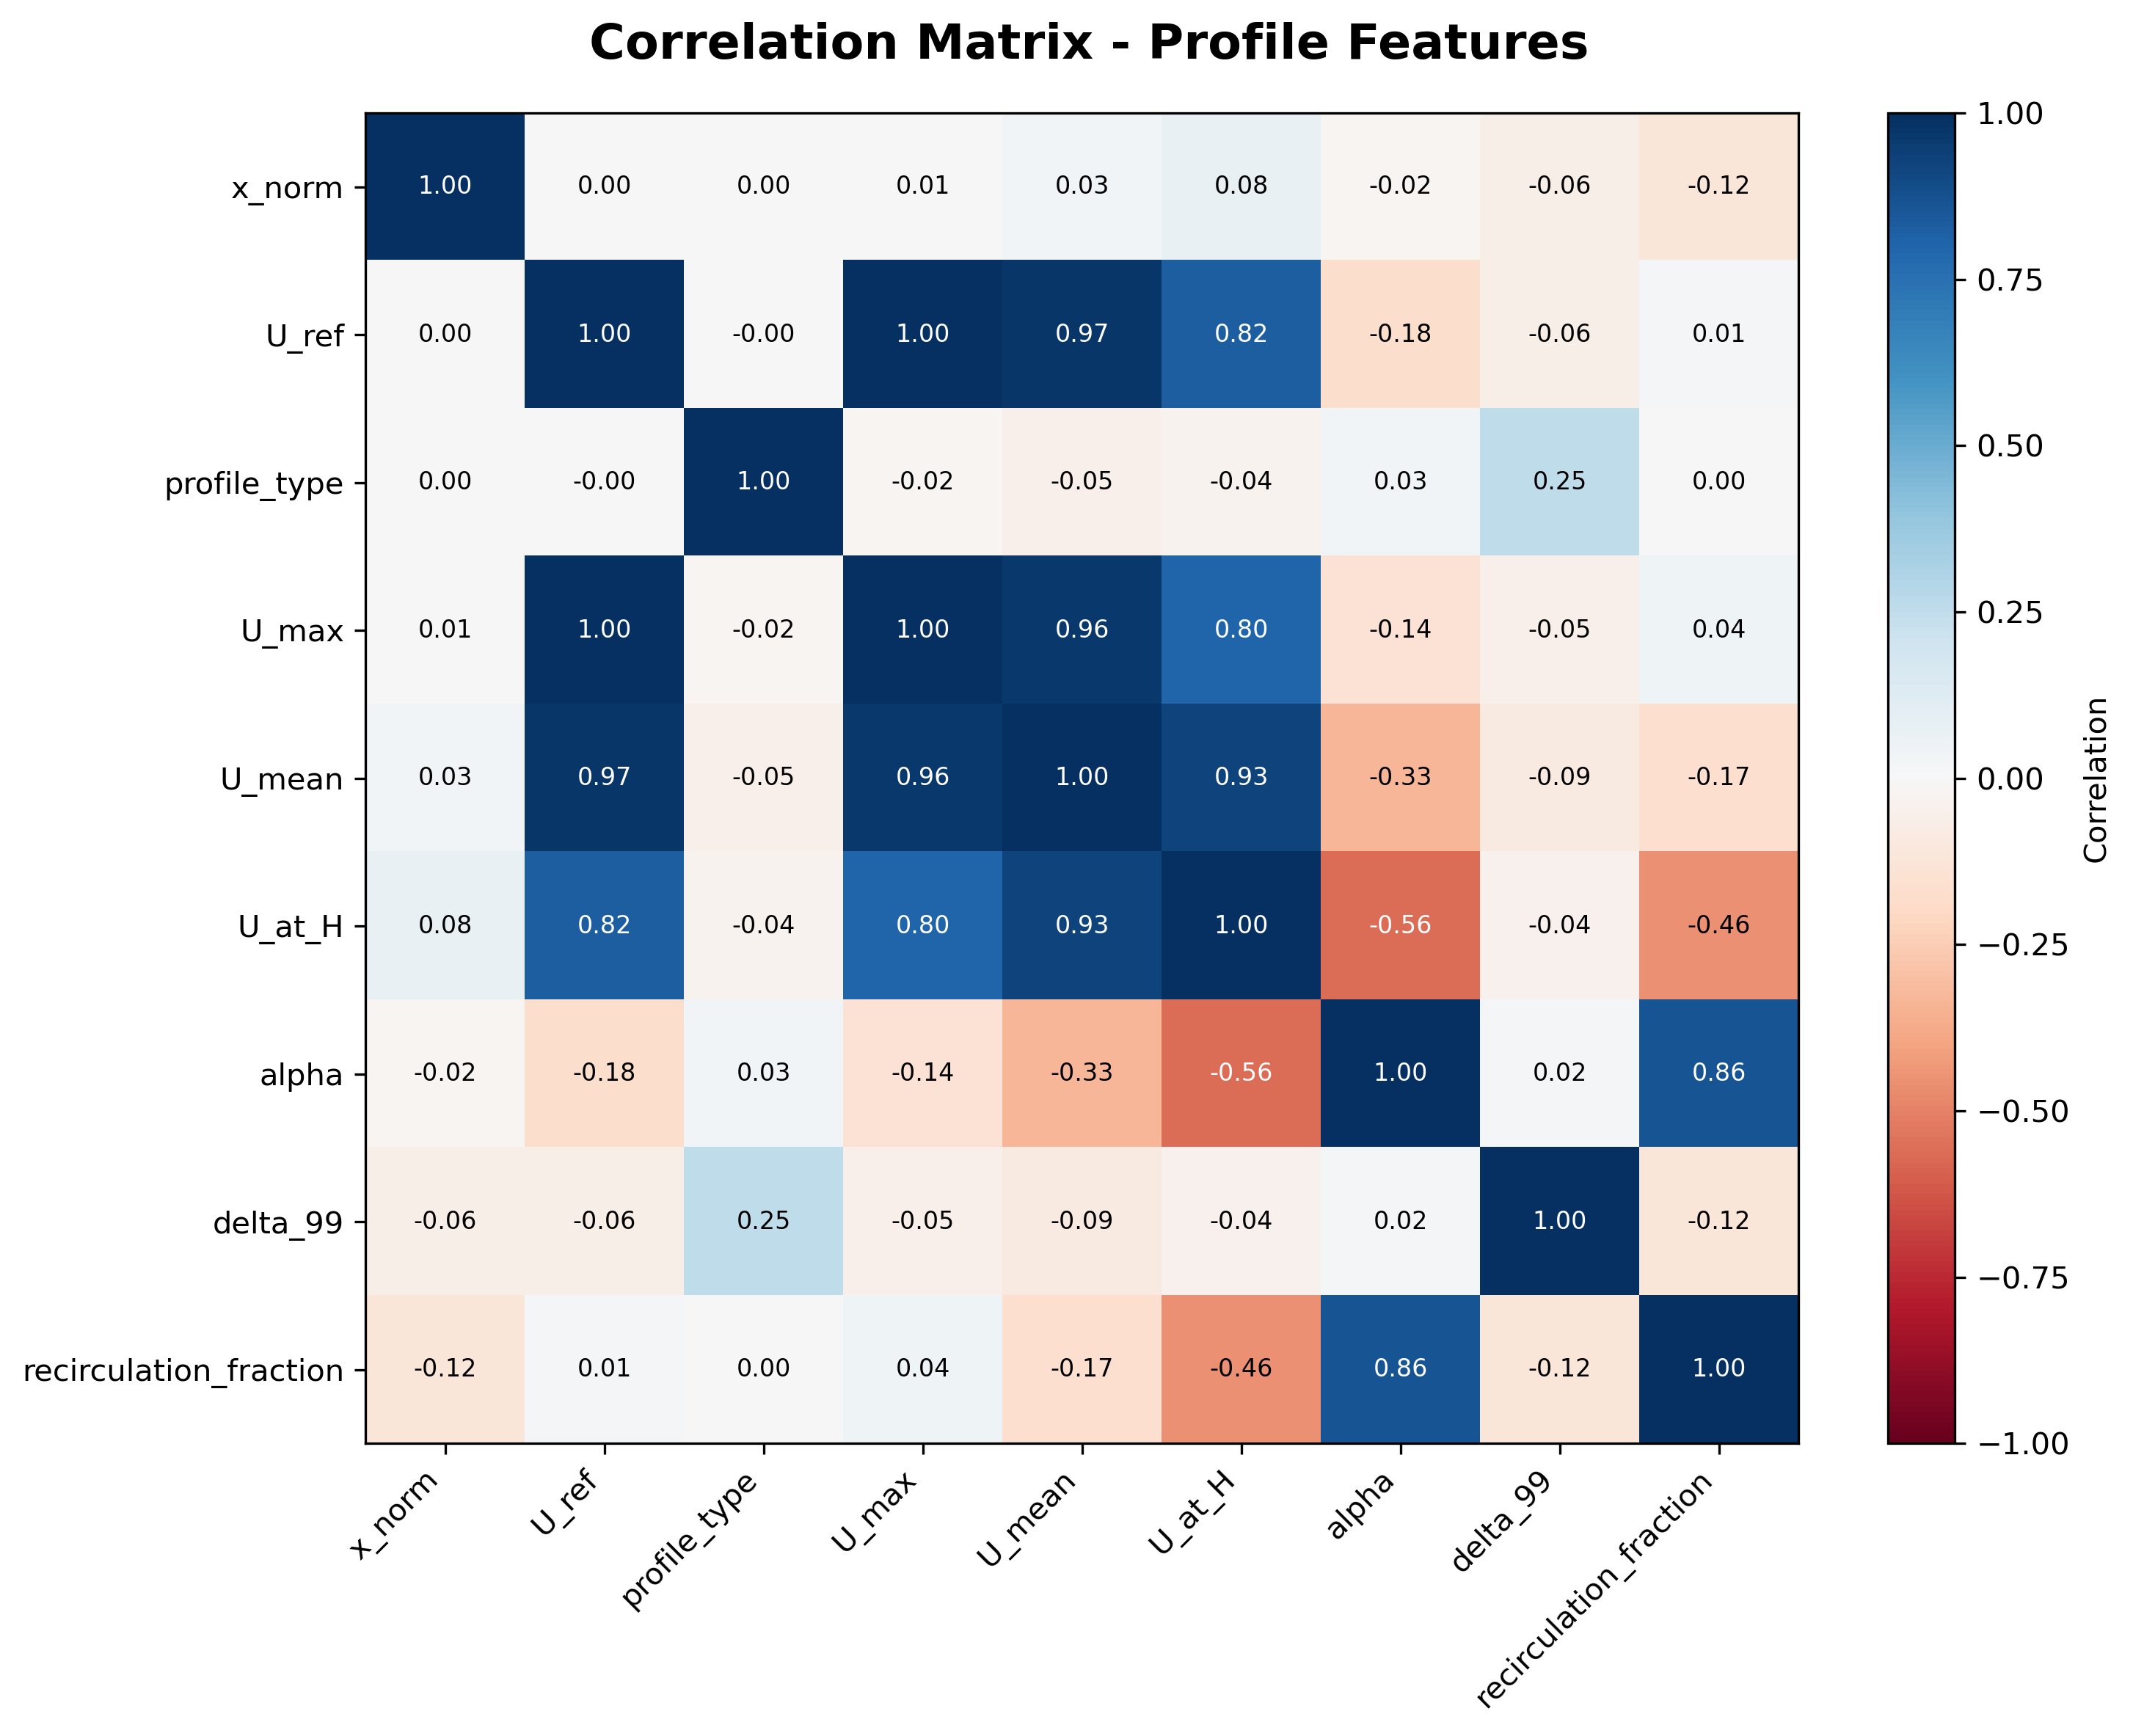 Correlation Matrix - Profile Features
x_norm 1.00 0.00 0.00 0.01 0.03 0.08 -0.02 -0.06 -0.12
U_ref 0.00 1.00 -0.00 1.00 0.97 0.82 -0.18 -0.06 0.01
profile_type 0.00 -0.00 1.00 -0.02 -0.05 -0.04 0.03 0.25 0.00
U_max 0.01 1.00 -0.02 1.00 0.96 0.80 -0.14 -0.05 0.04
U_mean 0.03 0.97 -0.05 0.96 1.00 0.93 -0.33 -0.09 -0.17
U_at_H 0.08 0.82 -0.04 0.80 0.93 1.00 -0.56 -0.04 -0.46
alpha -0.02 -0.18 0.03 -0.14 -0.33 -0.56 1.00 0.02 0.86
delta_99 -0.06 -0.06 0.25 -0.05 -0.09 -0.04 0.02 1.00 -0.12
recirculation_fraction -0.12 0.01 0.00 0.04 -0.17 -0.46 0.86 -0.12 1.00
x_norm
U_ref
profile_type
U_max
U_mean
U_at_H
alpha
delta_99
recirculation_fraction
1.00
0.75
0.50
0.25
0.00
−0.25
−0.50
−0.75
−1.00
Correlation